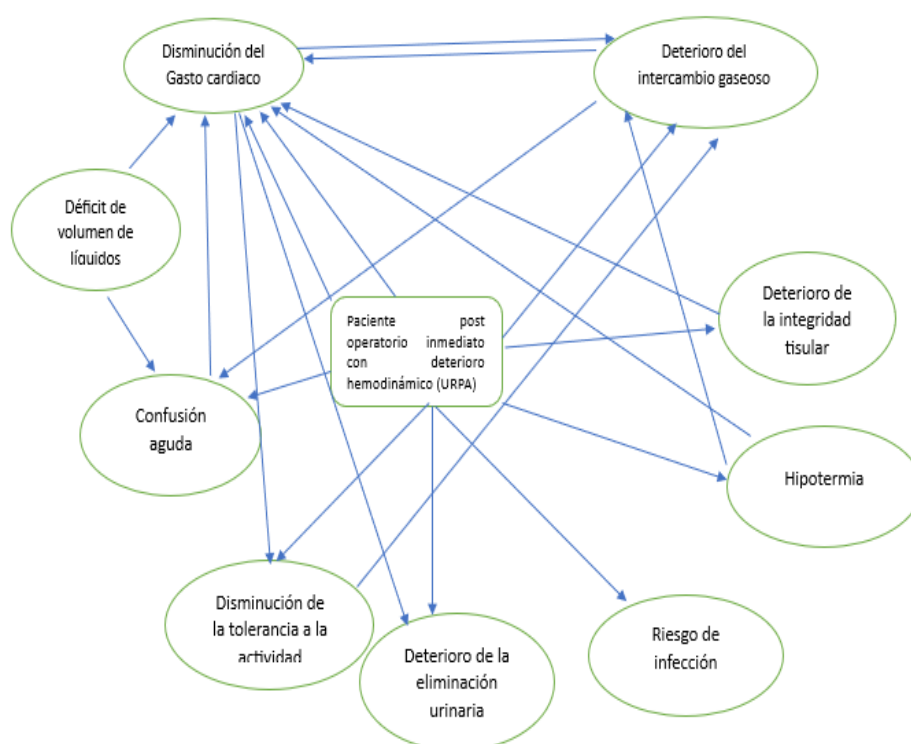 Disminución del
Gasto cardiaco
Deterioro del
intercambio gaseoso
Déficit de
volumen de
líquidos
Deterioro de
la integridad
tisular
Paciente post
operatorio inmediato
con deterioro
hemodinámico (URPA)
Confusión
aguda
Hipotermia
Disminución de
la tolerancia a la
actividad
Deterioro de la
eliminación
urinaria
Riesgo de
infección